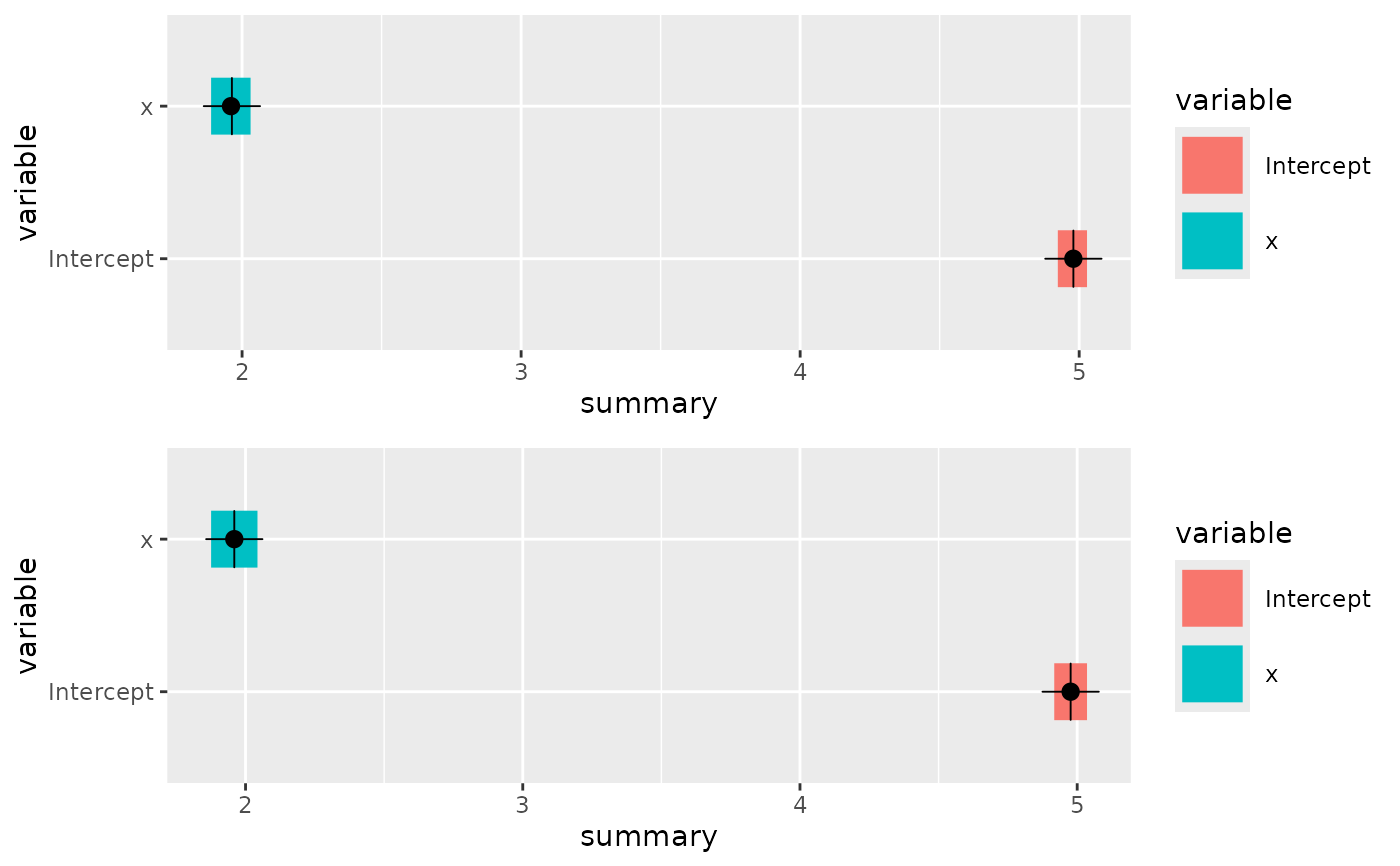 variable
x
Intercept
2 3 4 5
summary
variable
Intercept
x
variable
x
Intercept
2 3 4 5
summary
variable
Intercept
x